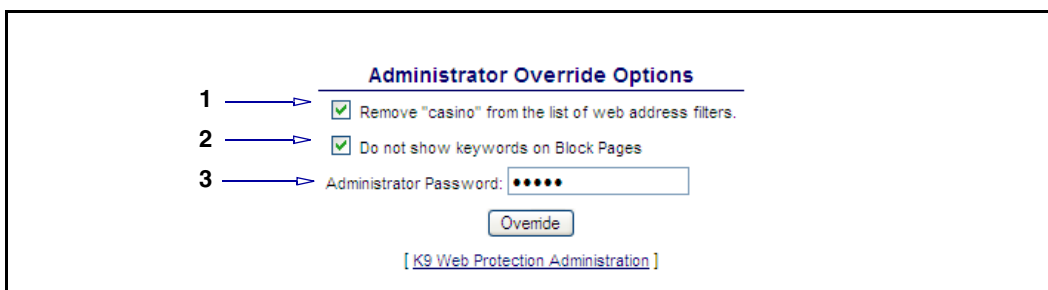 Administrator Override Options
1 Remove "casino" from the list of web address filters.
2 Do not show keywords on Block Pages
3 Administrator Password: •••••
Override
[ K9 Web Protection Administration ]